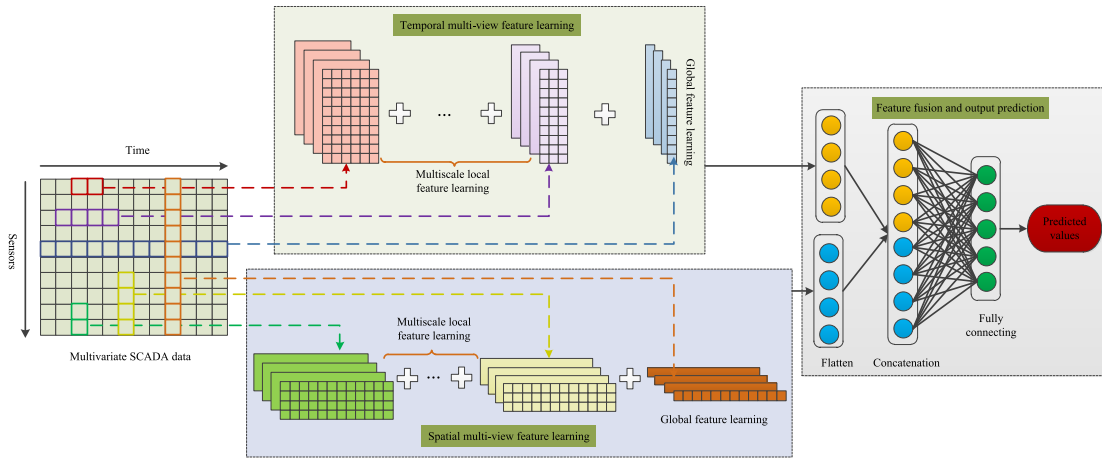 Temporal multi-view feature learning
Global feature learning
...
Multiscale local
feature learning
Time
Sensors
Multivariate SCADA data
Multiscale local
feature learning
...
Global feature learning
Spatial multi-view feature learning
Feature fusion and output prediction
Predicted
values
Fully
connecting
Flatten
Concatenation